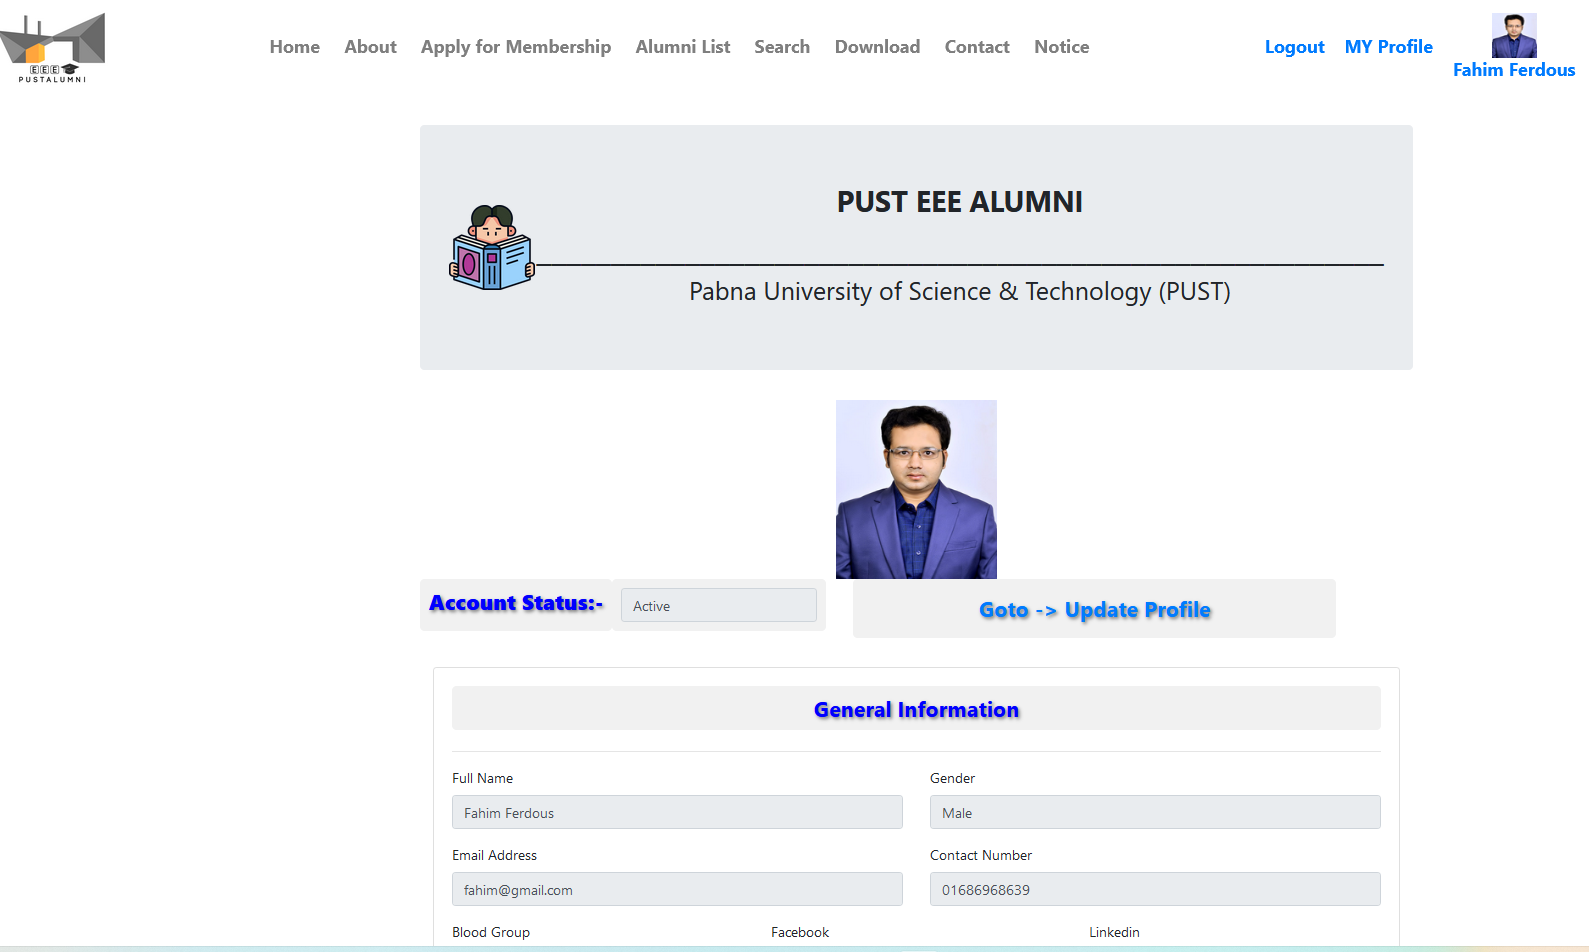 EEE
PUSTALUMNI
Home About Apply for Membership Alumni List Search Download Contact Notice
Logout MY Profile
Fahim Ferdous
PUST EEE ALUMNI
Pabna University of Science & Technology (PUST)
Account Status:- Active
Goto -> Update Profile
General Information
Full Name Gender
Fahim Ferdous Male
Email Address Contact Number
fahim@gmail.com 01686968639
Blood Group Facebook Linkedin